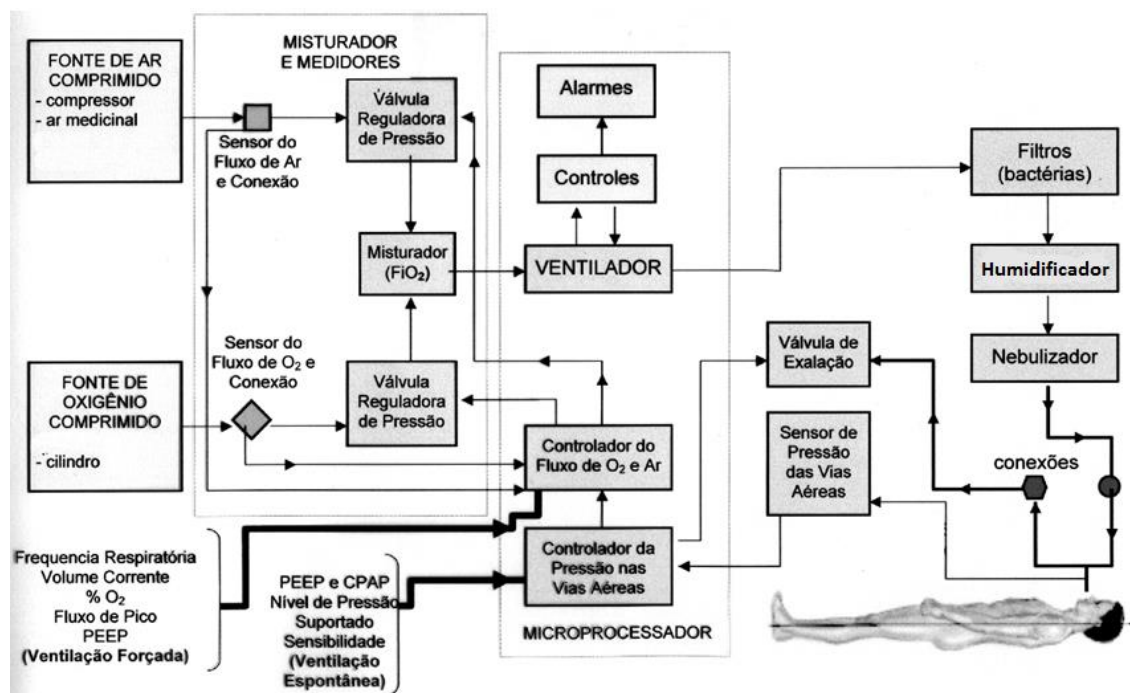 FONTE DE AR
COMPRIMIDO
- compressor
- ar medicinal
MISTURADOR
E MEDIDORES
Sensor do
Fluxo de Ar
e Conexão
Válvula
Reguladora
de Pressão
Misturador
(FiO₂)
Sensor do
Fluxo de O₂ e
Conexão
Válvula
Reguladora
de Pressão
FONTE DE
OXIGÊNIO
COMPRIMIDO
- cilindro
Alarmes
Controles
VENTILADOR
Controlador do
Fluxo de O₂ e Ar
Controlador da
Pressão nas
Vias Aéreas
MICROPROCESSADOR
Filtros
(bactérias)
Humidificador
Nebulizador
Válvula de
Exalação
Sensor de
Pressão
das Vias
Aéreas
conexões
Frequencia Respiratória
Volume Corrente
% O₂
Fluxo de Pico
PEEP
(Ventilação Forçada)
PEEP e CPAP
Nível de Pressão
Suportado
Sensibilidade
(Ventilação
Espontânea)